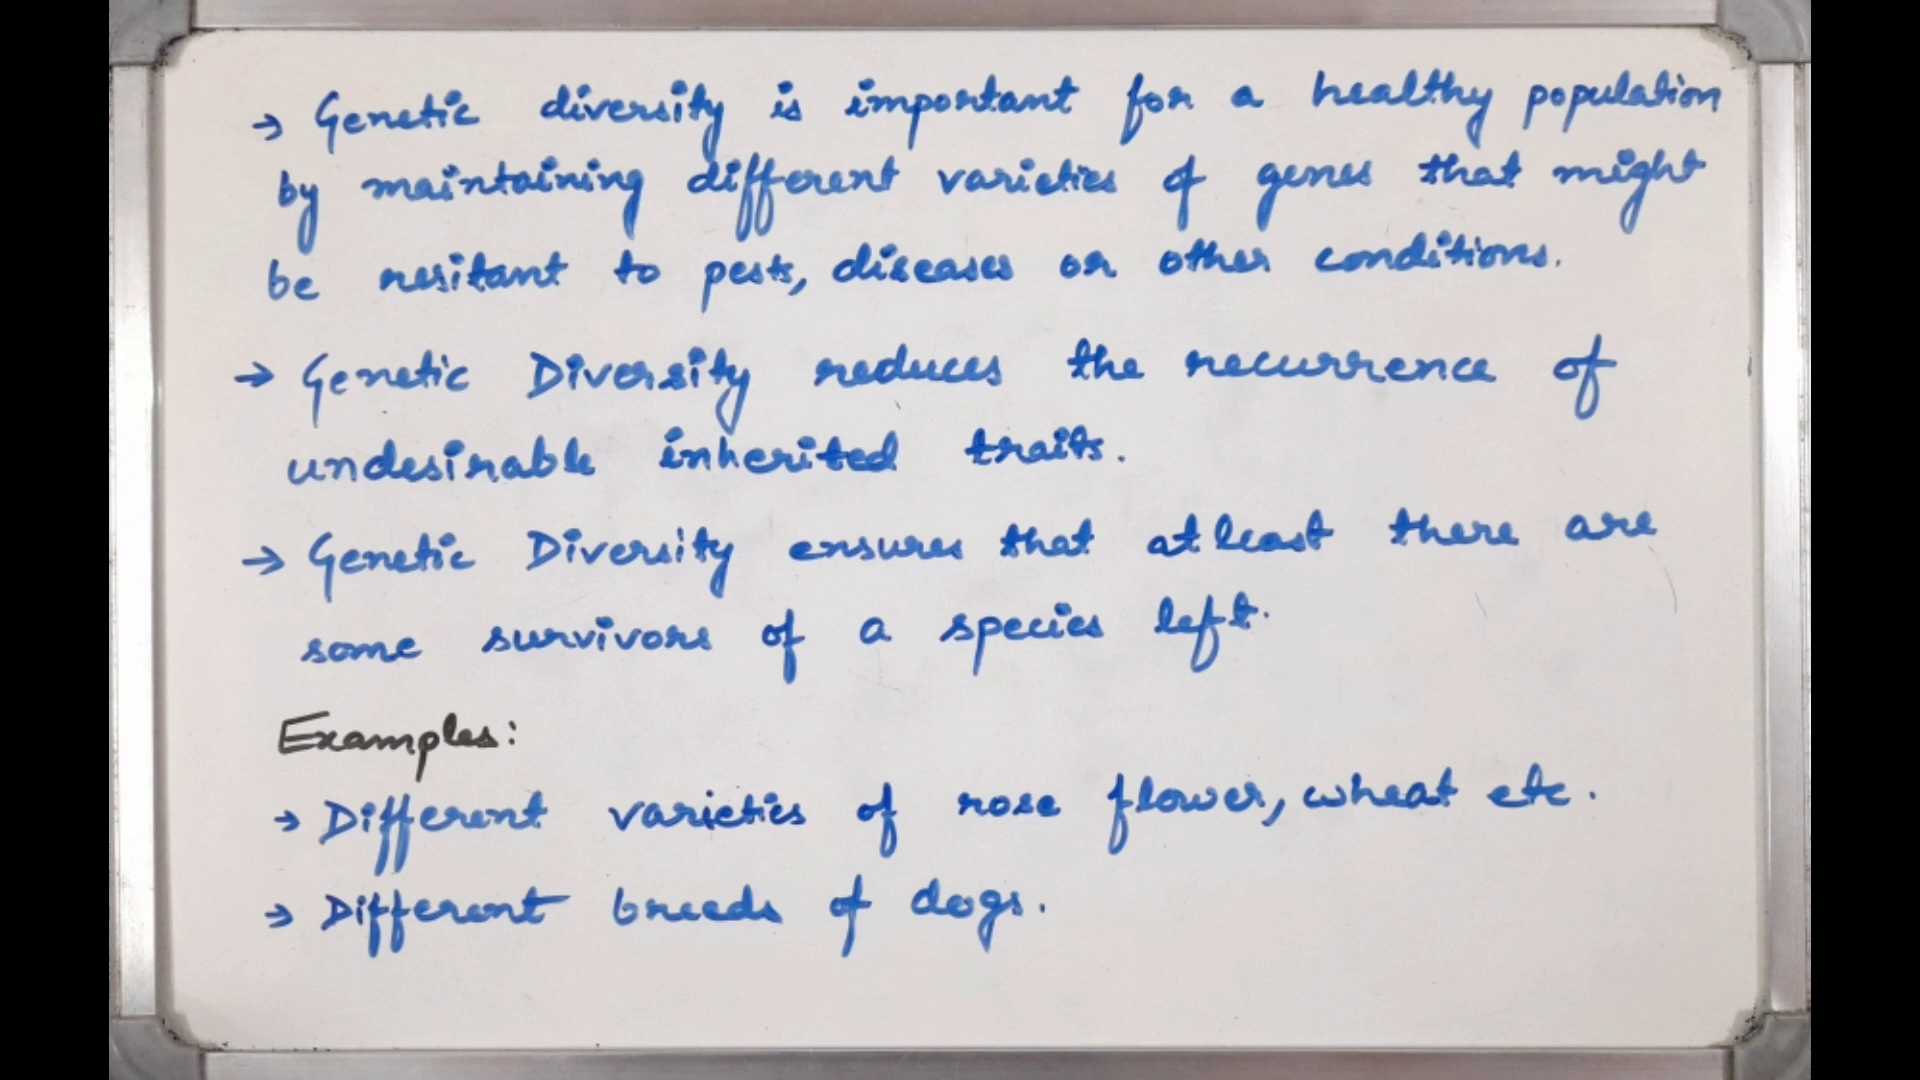 → Genetic diversity is important for a healthy population
by maintaining different varieties of genes that might
be resitant to pests, diseases or other conditions.
→ Genetic Diversity reduces the recurrence of
undesirable inherited traits.
→ Genetic Diversity ensures that atleast there are
some survivors of a species left.
Examples:
→ Different varieties of rose flower, wheat etc.
→ Different breeds of dogs.